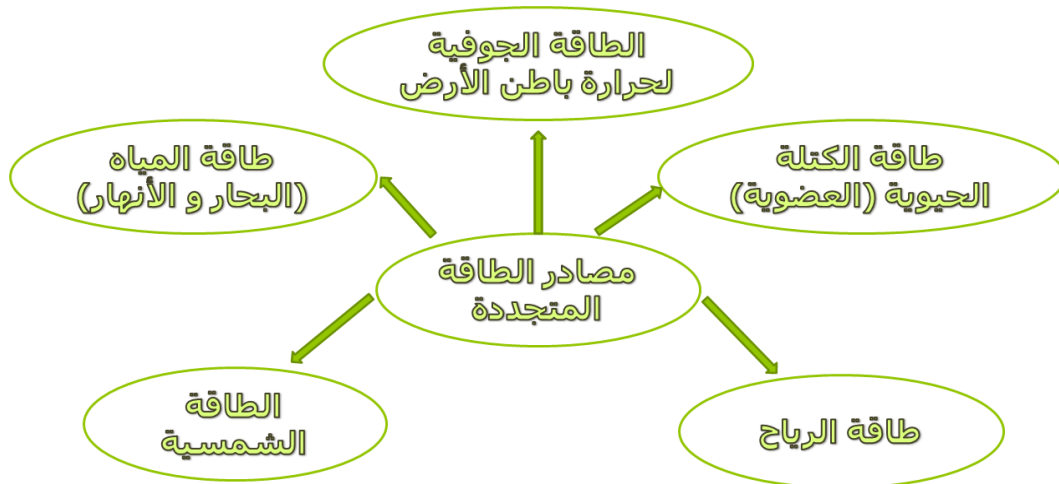 الطاقة الجوفية
لحرارة باطن الأرض
طاقة الكتلة
الحيوية (العضوية)
طاقة المياه
(البحار و الأنهار)
مصادر الطاقة
المتجددة
طاقة الرياح
الطاقة
الشمسية